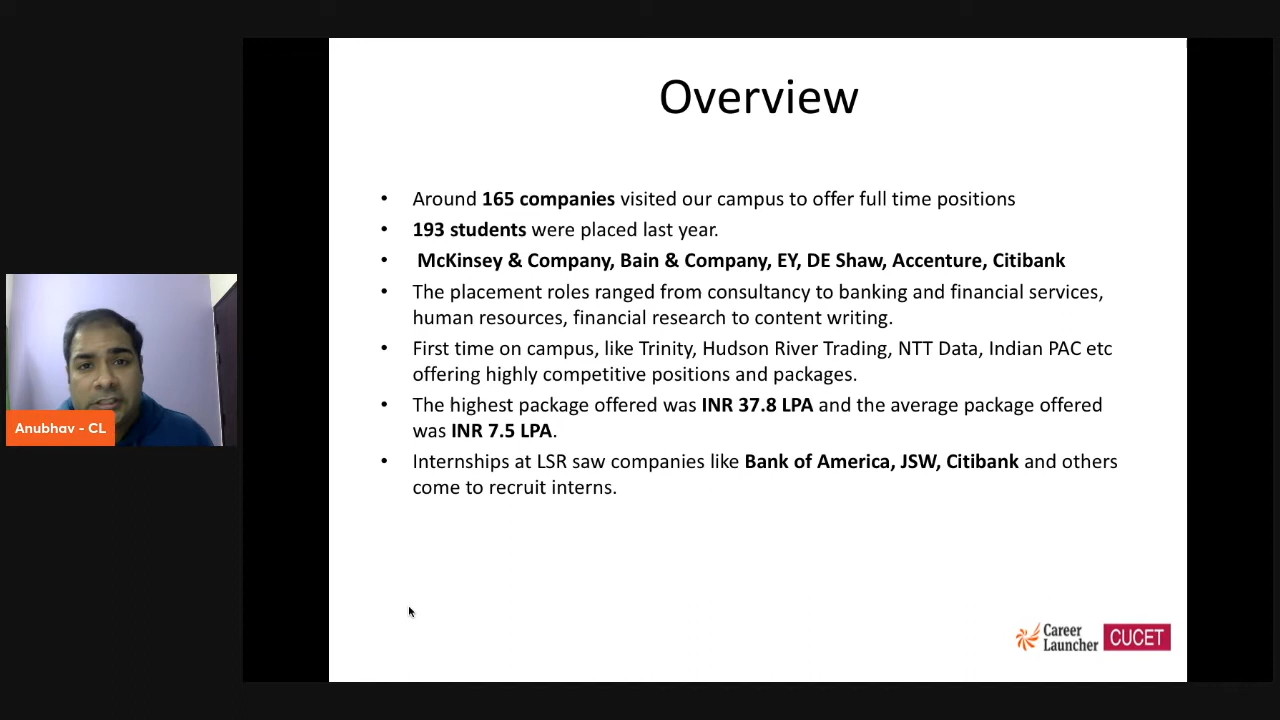 Overview
• Around 165 companies visited our campus to offer full time positions
• 193 students were placed last year.
• McKinsey & Company, Bain & Company, EY, DE Shaw, Accenture, Citibank
• The placement roles ranged from consultancy to banking and financial services,
human resources, financial research to content writing.
• First time on campus, like Trinity, Hudson River Trading, NTT Data, Indian PAC etc
offering highly competitive positions and packages.
• The highest package offered was INR 37.8 LPA and the average package offered
was INR 7.5 LPA.
• Internships at LSR saw companies like Bank of America, JSW, Citibank and others
come to recruit interns.
Anubhav - CL
Career
Launcher
CUCET